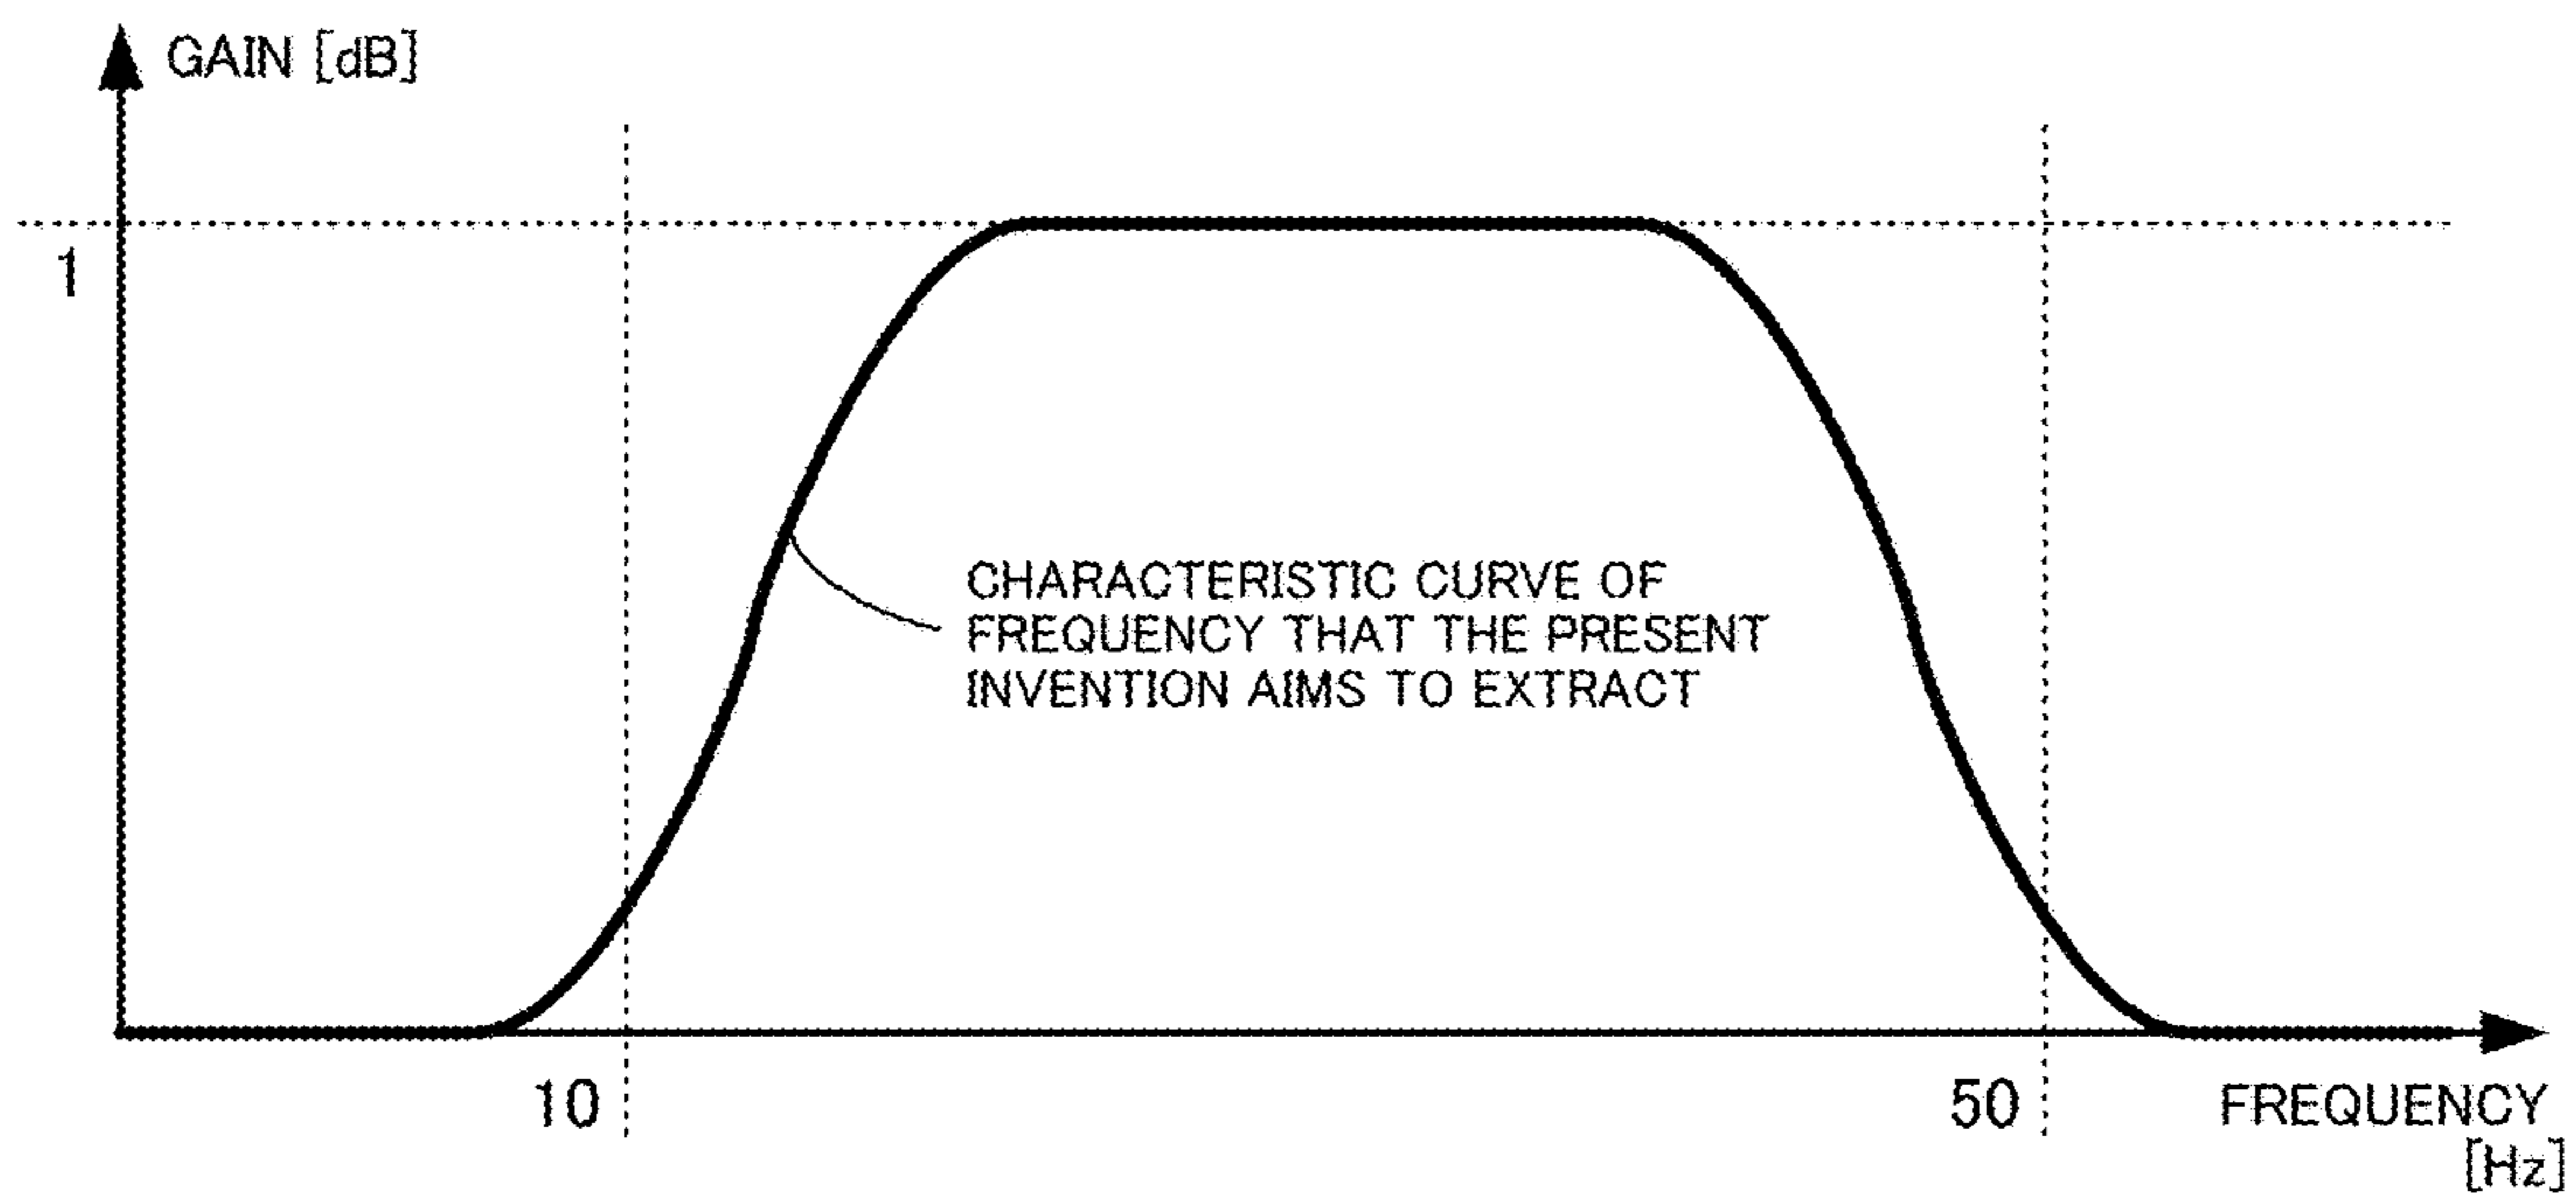 GAIN [dB]
1
CHARACTERISTIC CURVE OF
FREQUENCY THAT THE PRESENT
INVENTION AIMS TO EXTRACT
10
50
FREQUENCY
[Hz]